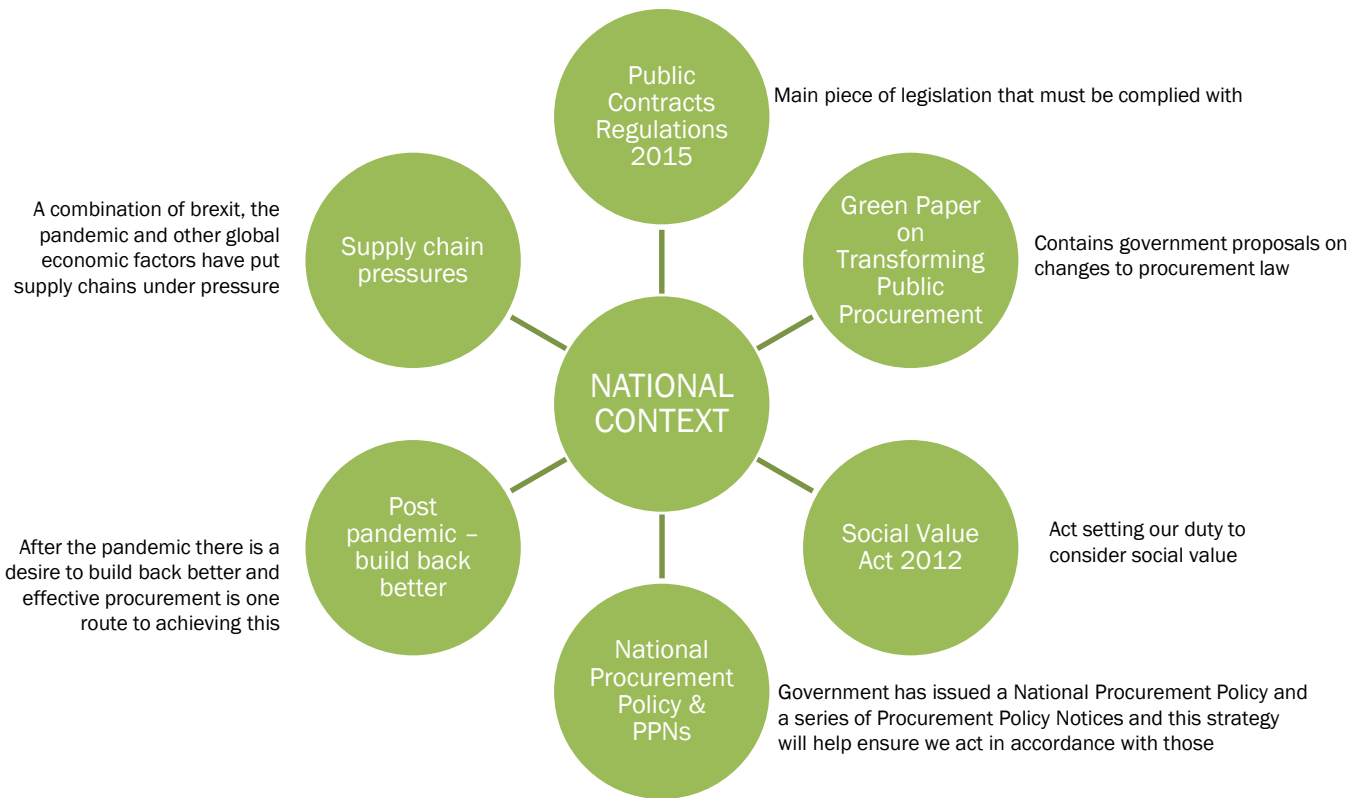 Public
Contracts
Regulations
2015
Main piece of legislation that must be complied with
Green Paper
on
Transforming
Public
Procurement
Contains government proposals on
changes to procurement law
Social Value
Act 2012
Act setting our duty to
consider social value
National
Procurement
Policy &
PPNs
Government has issued a National Procurement Policy and
a series of Procurement Policy Notices and this strategy
will help ensure we act in accordance with those
Post
pandemic –
build back
better
After the pandemic there is a
desire to build back better and
effective procurement is one
route to achieving this
Supply chain
pressures
A combination of brexit, the
pandemic and other global
economic factors have put
supply chains under pressure
NATIONAL
CONTEXT